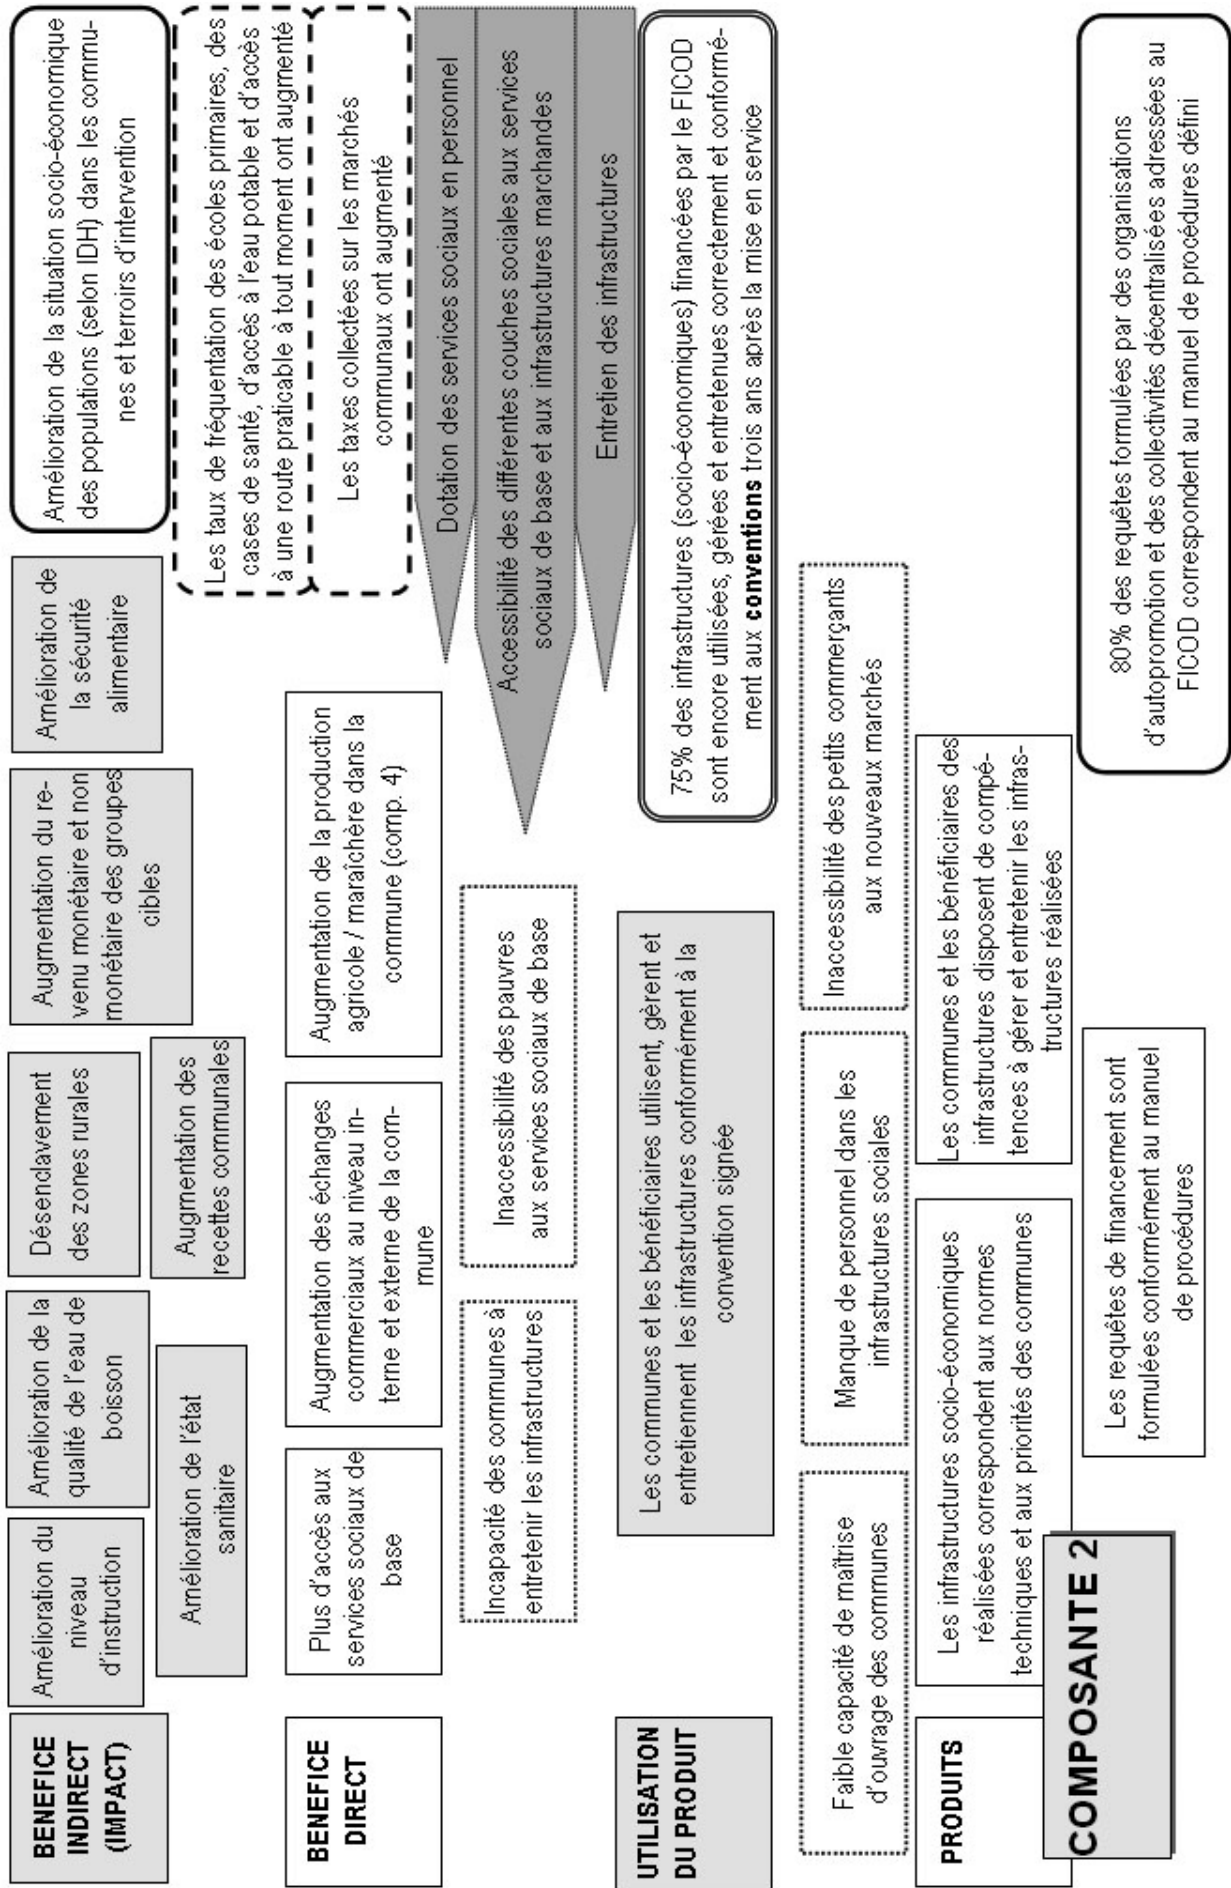 BENEFICE
INDIRECT
(IMPACT)
Amélioration du
niveau
d'instruction
Amélioration de la
qualité de l'eau de
boisson
Désenclavement
des zones rurales
Augmentation du re-
venu monétaire et non
monétaire des groupes
cibles
Amélioration de
la sécurité
alimentaire
Amélioration de la situation socio-économique
des populations (selon IDH) dans les commu-
nes et terroirs d'intervention
Amélioration de l'état
sanitaire
Augmentation des
recettes communales
Les taux de fréquentation des écoles primaires, des
cases de santé, d'accès à l'eau potable et d'accès
à une route praticable à tout moment ont augmenté
BENEFICE
DIRECT
Plus d'accès aux
services sociaux de
base
Augmentation des échanges
commerciaux au niveau in-
terne et externe de la com-
mune
Augmentation de la production
agricole / maraîchère dans la
commune (comp. 4)
Les taxes collectées sur les marchés
communaux ont augmenté
Incapacité des communes à
entretenir les infrastructures
Inaccessibilité des pauvres
aux services sociaux de base
Dotation des services sociaux en personnel
Accessibilité des différentes couches sociales aux services
sociaux de base et aux infrastructures marchandes
Entretien des infrastructures
UTILISATION
DU PRODUIT
Les communes et les bénéficiaires utilisent, gèrent et
entretiennent les infrastructures conformément à la
convention signée
75% des infrastructures (socio-économiques) financées par le FICOD
sont encore utilisées, gérées et entretenues correctement et conformé-
ment aux conventions trois ans après la mise en service
Faible capacité de maîtrise
d'ouvrage des communes
Manque de personnel dans les
infrastructures sociales
Inaccessibilité des petits commerçants
aux nouveaux marchés
PRODUITS
Les infrastructures socio-économiques
réalisées correspondent aux normes
techniques et aux priorités des communes
Les communes et les bénéficiaires des
infrastructures disposent de compé-
tences à gérer et entretenir les infras-
tructures réalisées
COMPOSANTE 2
Les requêtes de financement sont
formulées conformément au manuel
de procédures
80% des requêtes formulées par des organisations
d'autopromotion et des collectivités décentralisées adressées au
FICOD correspondent au manuel de procédures défini